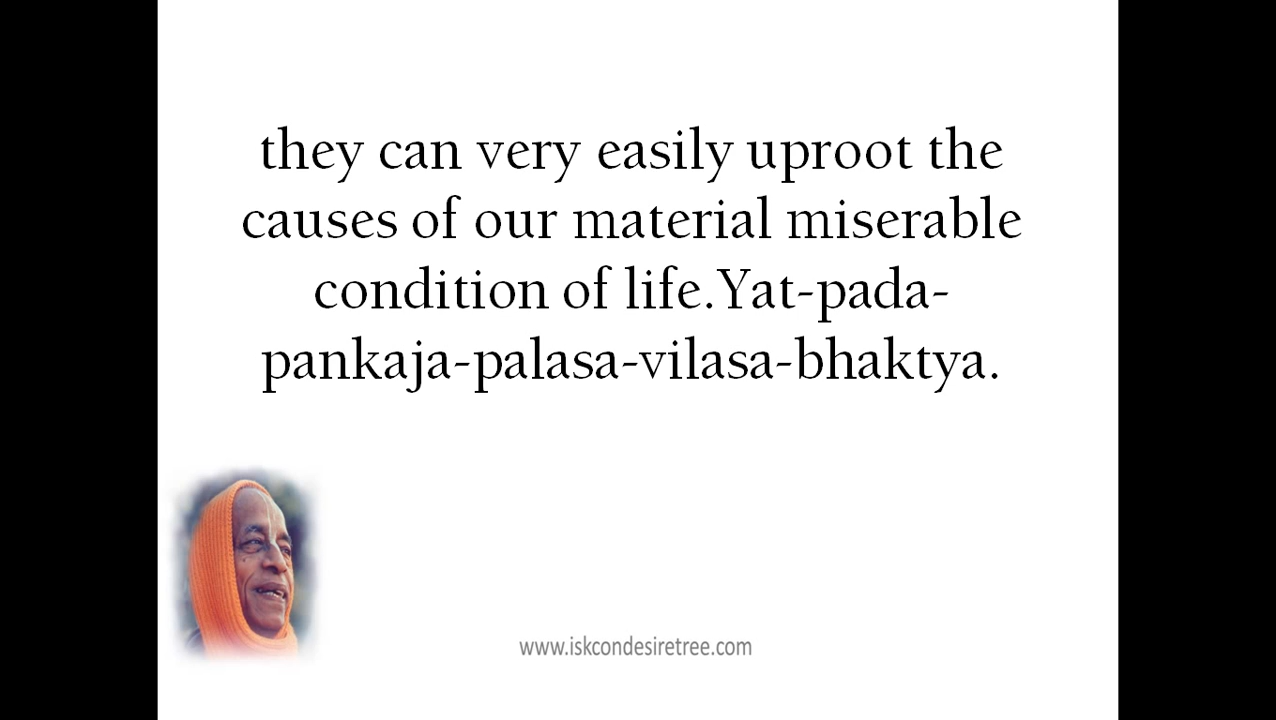 they can very easily uproot the
causes of our material miserable
condition of life.Yat-pada-
pankaja-palasa-vilasa-bhaktya.
www.iskcondesiretree.com